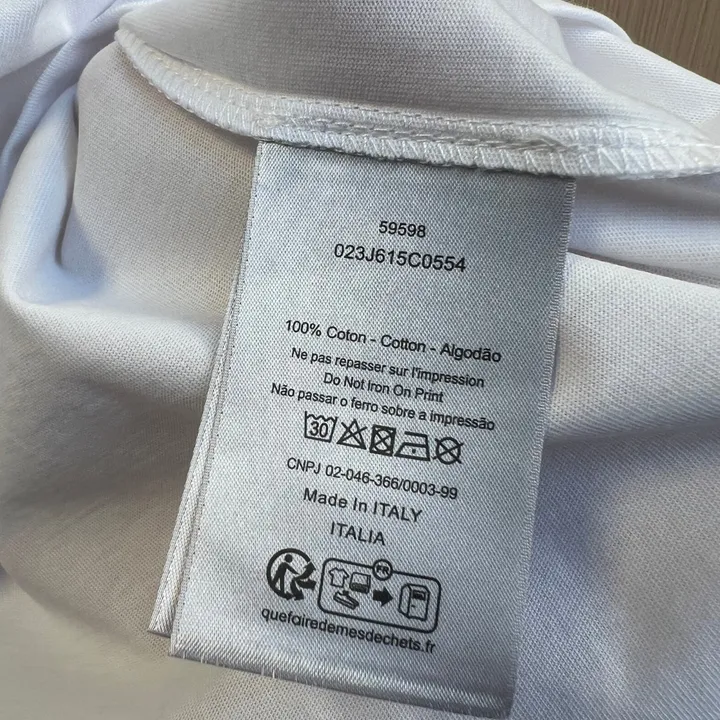 59598
023J615C0554
100% Coton - Cotton - Algodão
Ne pas repasser sur l'impression
Do Not Iron On Print
Não passar o ferro sobre a impressão
30
CNPJ 02-046-366/0003-99
Made In ITALY
ITALIA
FR
quefairedemesdechets.fr